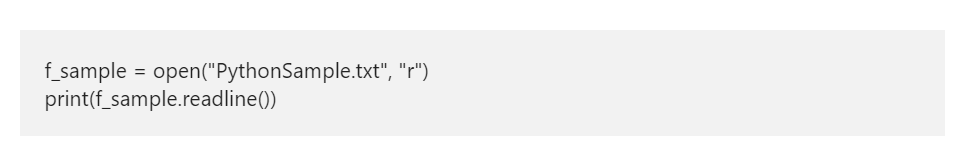 f_sample = open("PythonSample.txt", "r")
print(f_sample.readline())